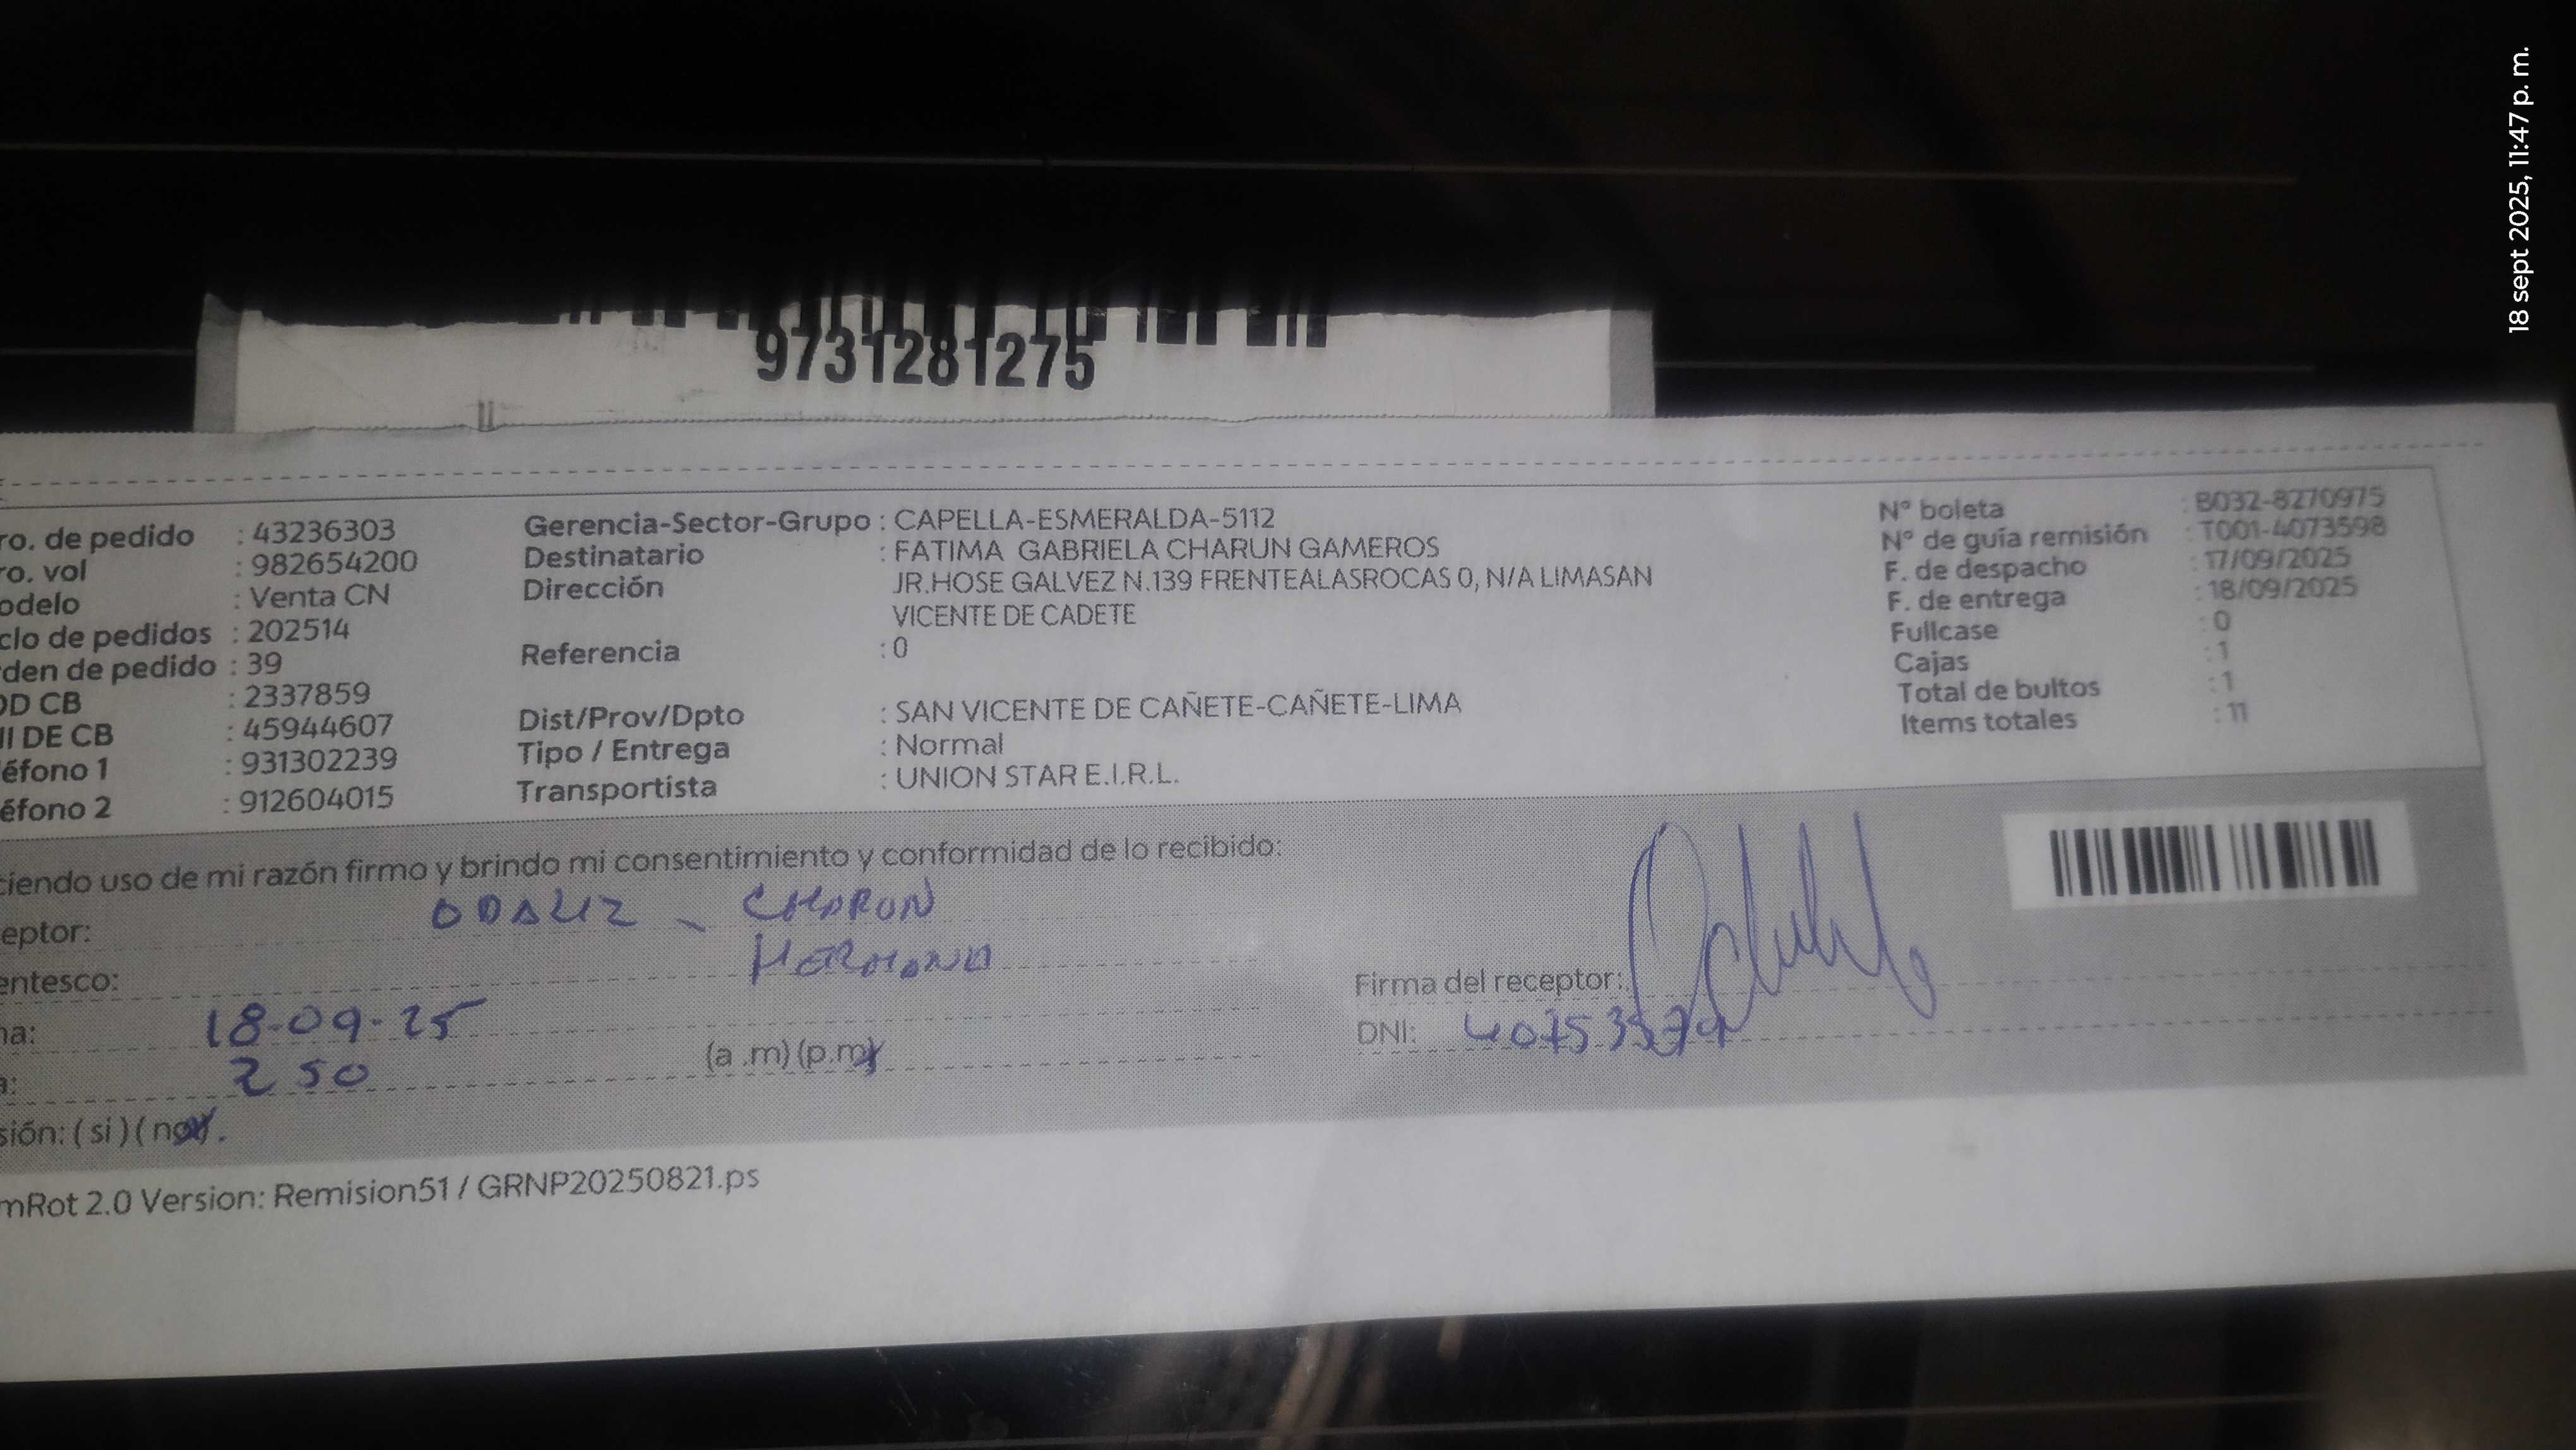 18 sept 2025, 11:47 p. m.
9731281275
ro. de pedido : 43236303
ro. vol : 982654200
odelo : Venta CN
clo de pedidos : 202514
den de pedido : 39
OD CB : 2337859
II DE CB : 45944607
éfono 1 : 931302239
éfono 2 : 912604015
Gerencia-Sector-Grupo : CAPELLA-ESMERALDA-5112
Destinatario : FATIMA GABRIELA CHARUN GAMEROS
Dirección JR.HOSE GALVEZ N.139 FRENTEALASROCAS 0, N/A LIMASAN
VICENTE DE CADETE
Referencia : 0
Dist/Prov/Dpto : SAN VICENTE DE CAÑETE-CAÑETE-LIMA
Tipo / Entrega : Normal
Transportista : UNION STAR E.I.R.L.
N° boleta : B032-8270975
N° de guía remisión : T001-4073598
F. de despacho : 17/09/2025
F. de entrega : 18/09/2025
Fullcase : 0
Cajas : 1
Total de bultos : 1
Items totales : 11
ciendo uso de mi razón firmo y brindo mi consentimiento y conformidad de lo recibido:
eptor: ODALIZ - CHARUN
entesco: HERMANA
na: 18-09-25
a: 2 50 (a .m) (p.m)
Firma del receptor:
DNI:
sión: ( si ) ( no ) .
mRot 2.0 Version: Remision51 / GRNP20250821.ps